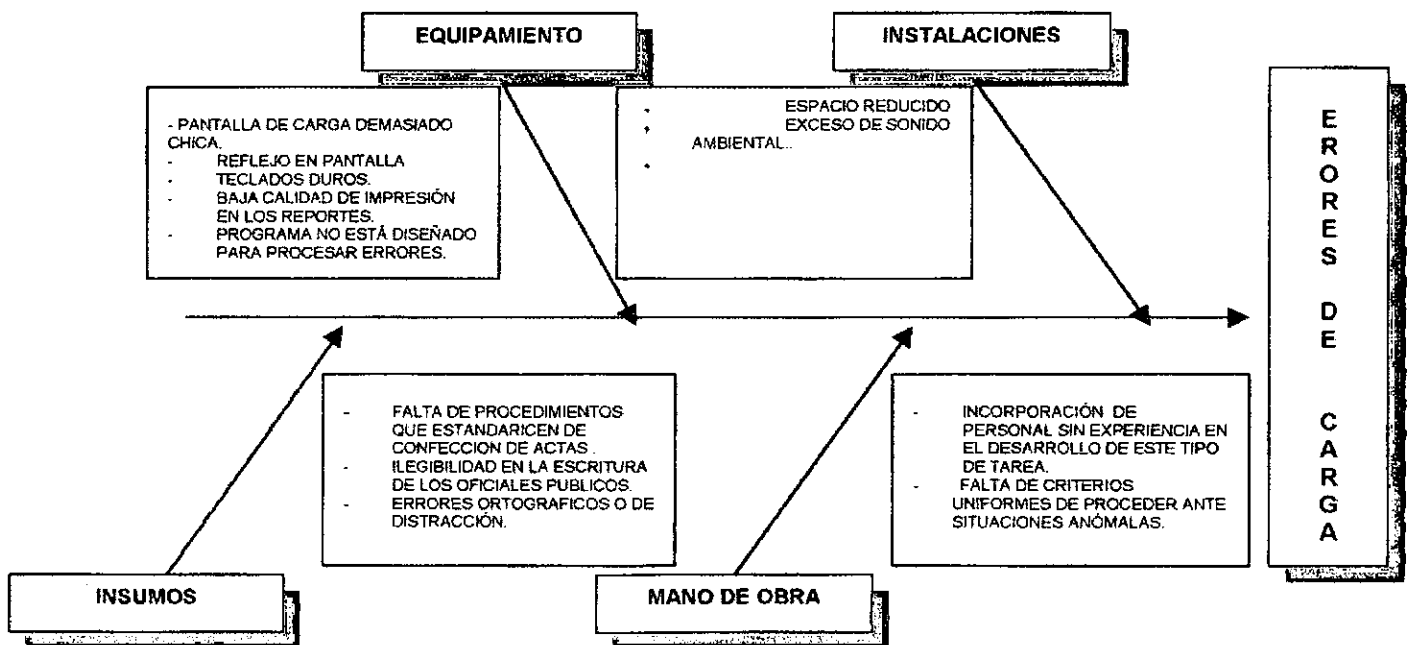 EQUIPAMIENTO
INSTALACIONES
- PANTALLA DE CARGA DEMASIADO
CHICA.
- REFLEJO EN PANTALLA
- TECLADOS DUROS.
- BAJA CALIDAD DE IMPRESIÓN
EN LOS REPORTES.
- PROGRAMA NO ESTÁ DISEÑADO
PARA PROCESAR ERRORES.
ESPACIO REDUCIDO
EXCESO DE SONIDO
AMBIENTAL..
ERORES DE CARGA
- FALTA DE PROCEDIMIENTOS
QUE ESTANDARICEN DE
CONFECCION DE ACTAS .
- ILEGIBILIDAD EN LA ESCRITURA
DE LOS OFICIALES PUBLICOS.
- ERRORES ORTOGRAFICOS O DE
DISTRACCIÓN.
- INCORPORACIÓN DE
PERSONAL SIN EXPERIENCIA EN
EL DESARROLLO DE ESTE TIPO
DE TAREA.
- FALTA DE CRITERIOS
UNIFORMES DE PROCEDER ANTE
SITUACIONES ANÓMALAS.
INSUMOS
MANO DE OBRA